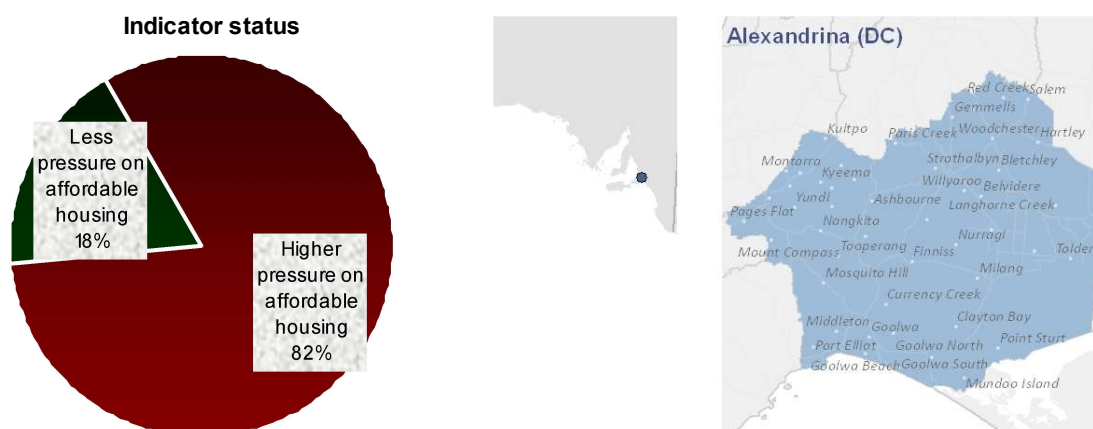 Indicator status
Less
pressure on
affordable
housing
18%
Higher
pressure on
affordable
housing
82%
Alexandrina (DC)
Red Creek
Salem
Gemmells
Kuitpo
Paris Creek
Woodchester
Hartley
Montarra
Kyeema
Strathalbyn
Bletchley
Willyaroo
Belvidere
Yundi
Ashbourne
Langhorne Creek
Pages Flat
Nangkita
Nurragi
Mount Compass
Tooperang
Finniss
Tolder
Mosquito Hill
Milang
Currency Creek
Middleton
Goolwa
Clayton Bay
Port Elliot
Goolwa North
Point Sturt
Goolwa Beach
Goolwa South
Mundoo Island